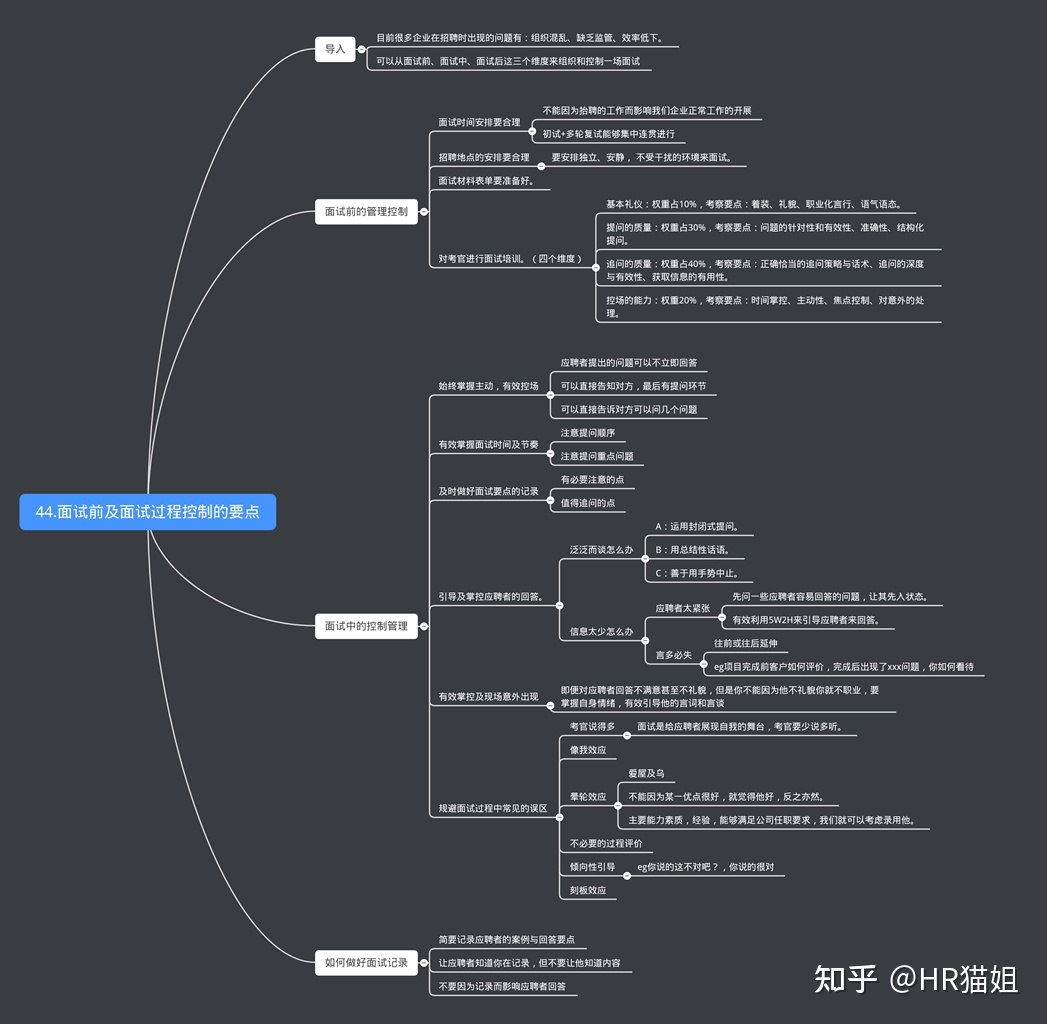 44.面试前及面试过程控制的要点
导入
目前很多企业在招聘时出现的问题有：组织混乱、缺乏监管、效率低下。
可以从面试前、面试中、面试后这三个维度来组织和控制一场面试
面试前的管理控制
面试时间安排要合理
不能因为抬聘的工作而影响我们企业正常工作的开展
初试+多轮复试能够集中连贯进行
招聘地点的安排要合理
要安排独立、安静，不受干扰的环境来面试。
面试材料表单要准备好。
对考官进行面试培训。（四个维度）
基本礼仪：权重占10%，考察要点：着装、礼貌、职业化言行、语气语态。
提问的质量：权重占30%，考察要点：问题的针对性和有效性、准确性、结构化
提问。
追问的质量：权重占40%，考察要点：正确恰当的追问策略与话术、追问的深度
与有效性、获取信息的有用性。
控场的能力：权重20%，考察要点：时间掌控、主动性、焦点控制、对意外的处
理。
面试中的控制管理
始终掌握主动，有效控场
应聘者提出的问题可以不立即回答
可以直接告知对方，最后有提问环节
可以直接告诉对方可以问几个问题
有效掌握面试时间及节奏
注意提问顺序
注意提问重点问题
及时做好面试要点的记录
有必要注意的点
值得追问的点
引导及掌控应聘者的回答。
泛泛而谈怎么办
A：运用封闭式提问。
B：用总结性话语。
C：善于用手势中止。
信息太少怎么办
应聘者太紧张
先问一些应聘者容易回答的问题，让其先入状态。
有效利用5W2H来引导应聘者来回答。
言多必失
往前或往后延伸
eg项目完成前客户如何评价，完成后出现了xxx问题，你如何看待
有效掌控及现场意外出现
即便对应聘者回答不满意甚至不礼貌，但是你不能因为他不礼貌你就不职业，要
掌握自身情绪，有效引导他的言词和言谈
规避面试过程中常见的误区
考官说得多
面试是给应聘者展现自我的舞台，考官要少说多听。
像我效应
晕轮效应
爱屋及乌
不能因为某一优点很好，就觉得他好，反之亦然。
主要能力素质，经验，能够满足公司任职要求，我们就可以考虑录用他。
不必要的过程评价
倾向性引导
eg你说的这不对吧？，你说的很对
刻板效应
如何做好面试记录
简要记录应聘者的案例与回答要点
让应聘者知道你在记录，但不要让他知道内容
不要因为记录而影响应聘者回答
知乎 @HR猫姐